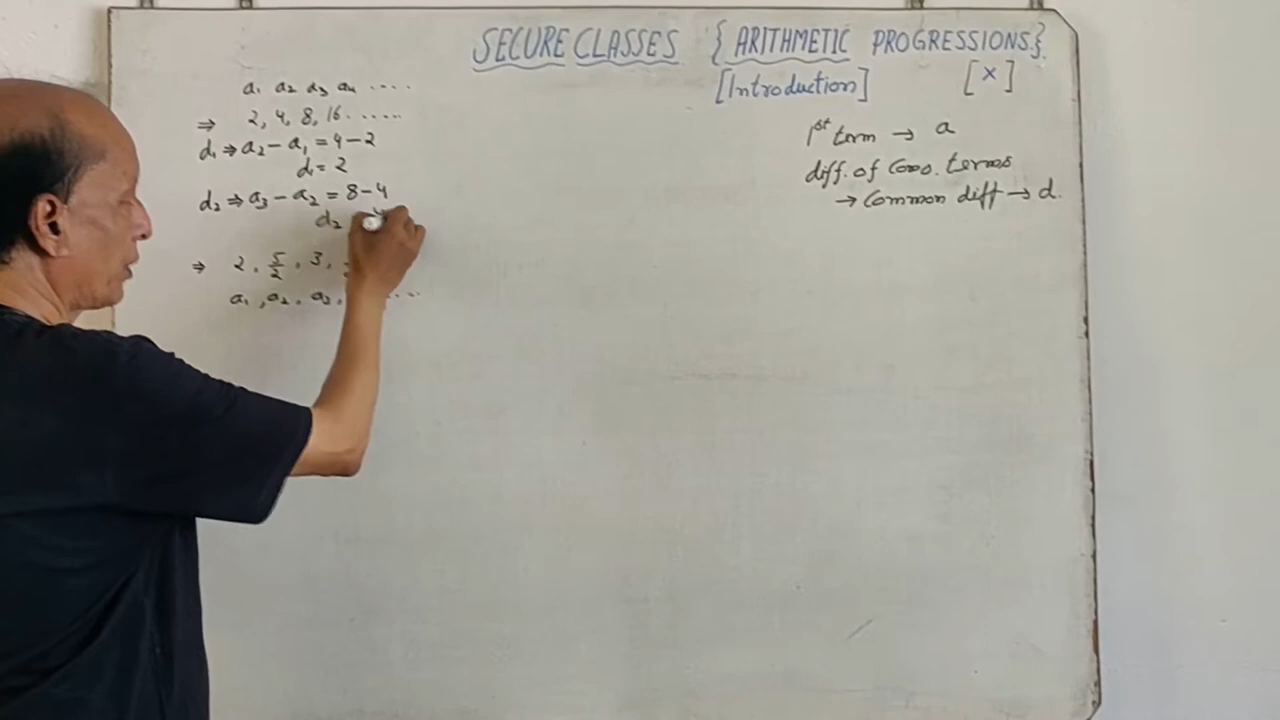 SECURE CLASSES { ARITHMETIC PROGRESSIONS.}
[Introduction] [X]
a₁ a₂ a₃ a₄ ....
⇒ 2, 4, 8, 16 ......
d₁ ⇒ a₂ - a₁ = 4 - 2
d₁ = 2
d₂ ⇒ a₃ - a₂ = 8 - 4
d₂
⇒ 2, 5/2, 3,
a₁, a₂, a₃, ...
1st term → a
diff. of Cons. terms
→ Common diff → d.